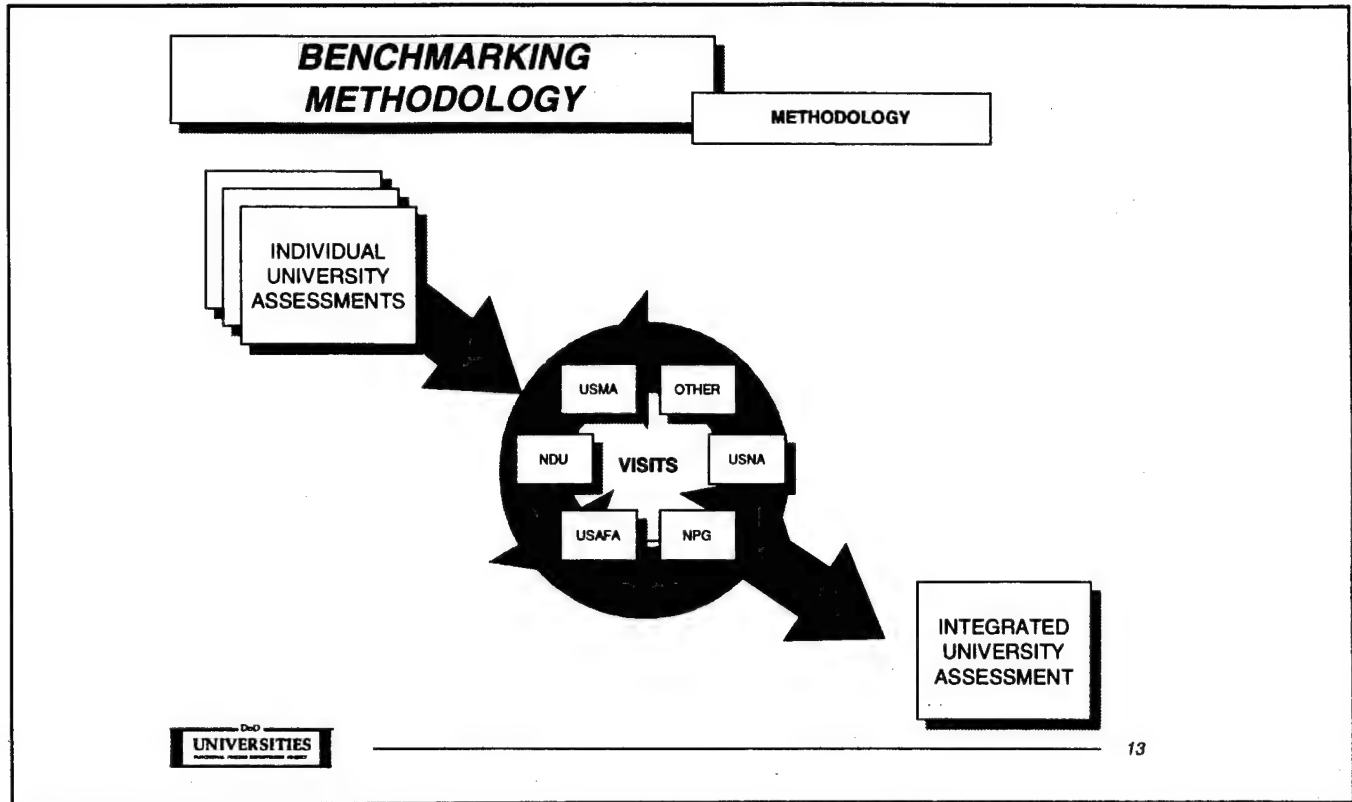 BENCHMARKING
METHODOLOGY
METHODOLOGY
INDIVIDUAL
UNIVERSITY
ASSESSMENTS
USMA
OTHER
NDU
VISITS
USNA
USAFA
NPG
INTEGRATED
UNIVERSITY
ASSESSMENT
DoD
UNIVERSITIES
13